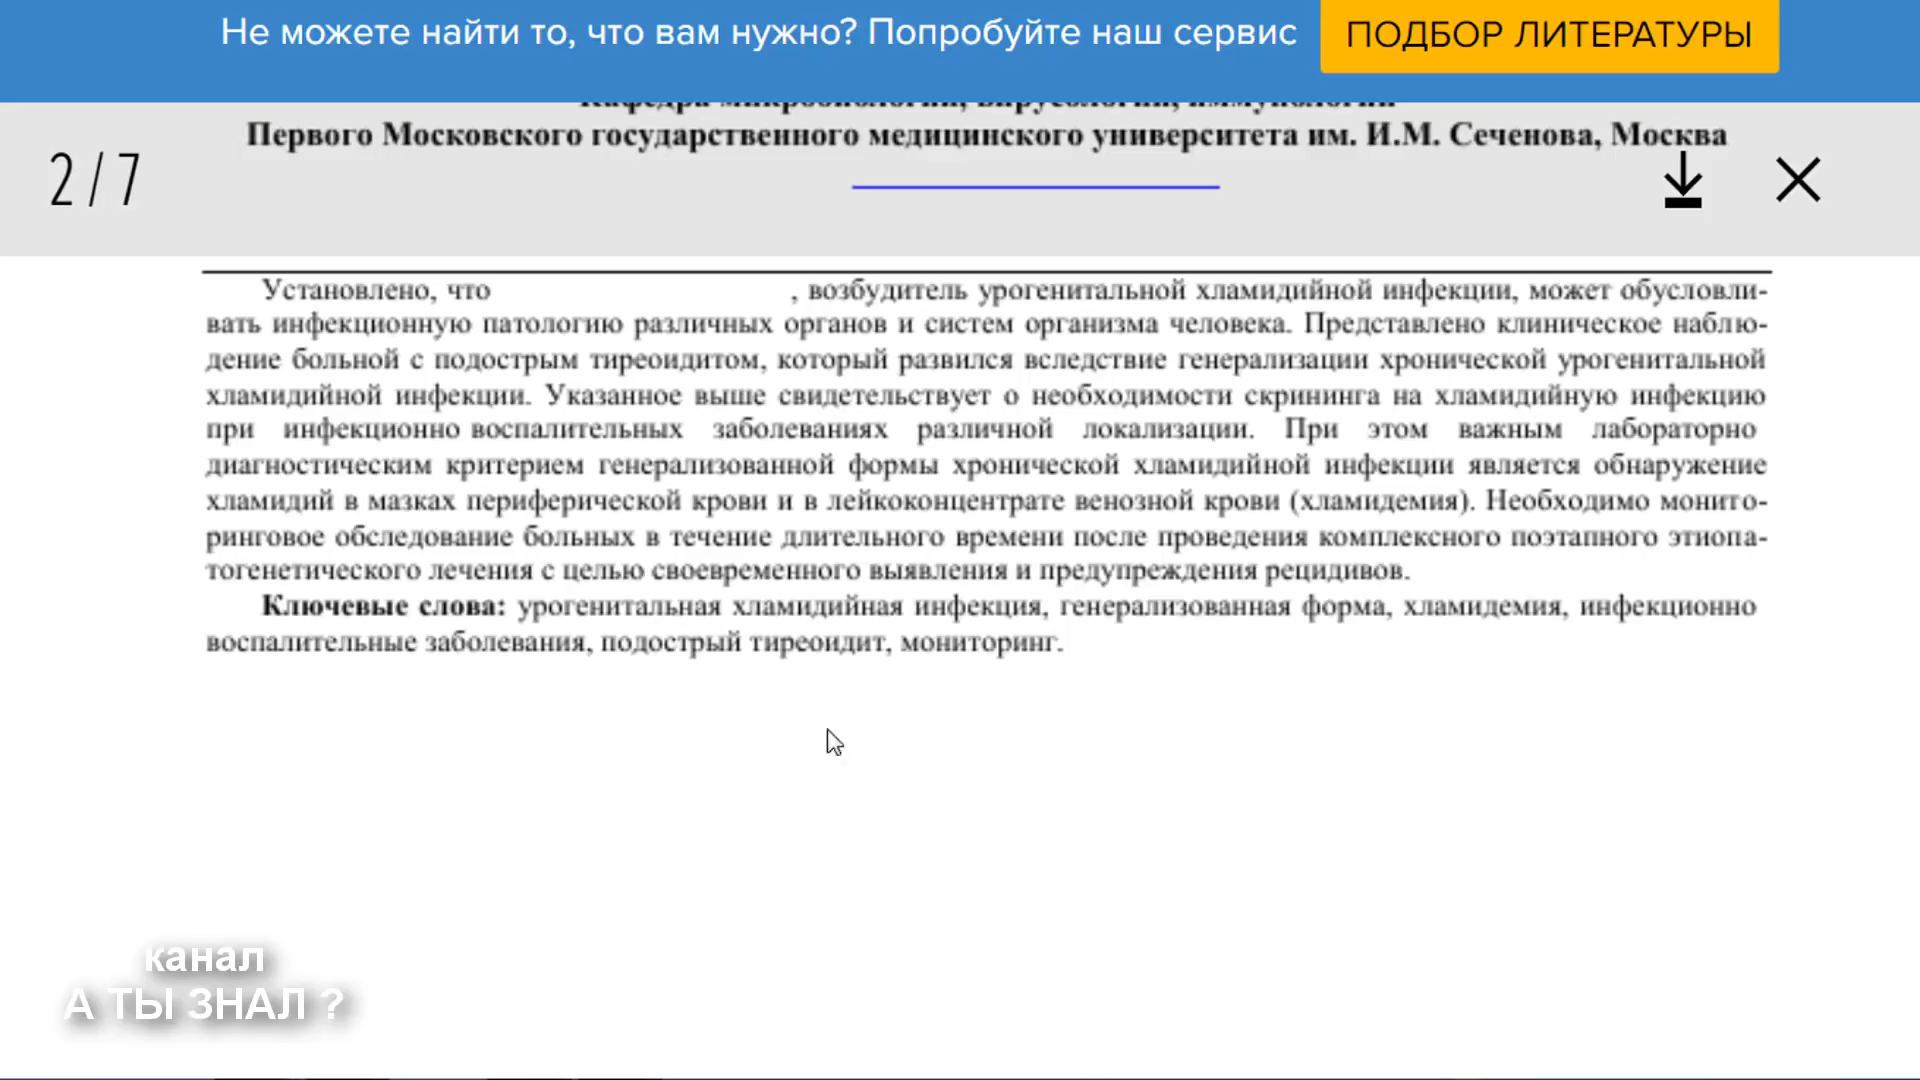 Не можете найти то, что вам нужно? Попробуйте наш сервис ПОДБОР ЛИТЕРАТУРЫ
Кафедра микробиологии, вирусологии, иммунологии
Первого Московского государственного медицинского университета им. И.М. Сеченова, Москва
2 / 7
Установлено, что , возбудитель урогенитальной хламидийной инфекции, может обусловли-
вать инфекционную патологию различных органов и систем организма человека. Представлено клиническое наблю-
дение больной с подострым тиреоидитом, который развился вследствие генерализации хронической урогенитальной
хламидийной инфекции. Указанное выше свидетельствует о необходимости скрининга на хламидийную инфекцию
при инфекционно воспалительных заболеваниях различной локализации. При этом важным лабораторно
диагностическим критерием генерализованной формы хронической хламидийной инфекции является обнаружение
хламидий в мазках периферической крови и в лейкоконцентрате венозной крови (хламидемия). Необходимо монито-
ринговое обследование больных в течение длительного времени после проведения комплексного поэтапного этиопа-
тогенетического лечения с целью своевременного выявления и предупреждения рецидивов.
Ключевые слова: урогенитальная хламидийная инфекция, генерализованная форма, хламидемия, инфекционно
воспалительные заболевания, подострый тиреоидит, мониторинг.
канал
А ТЫ ЗНАЛ ?